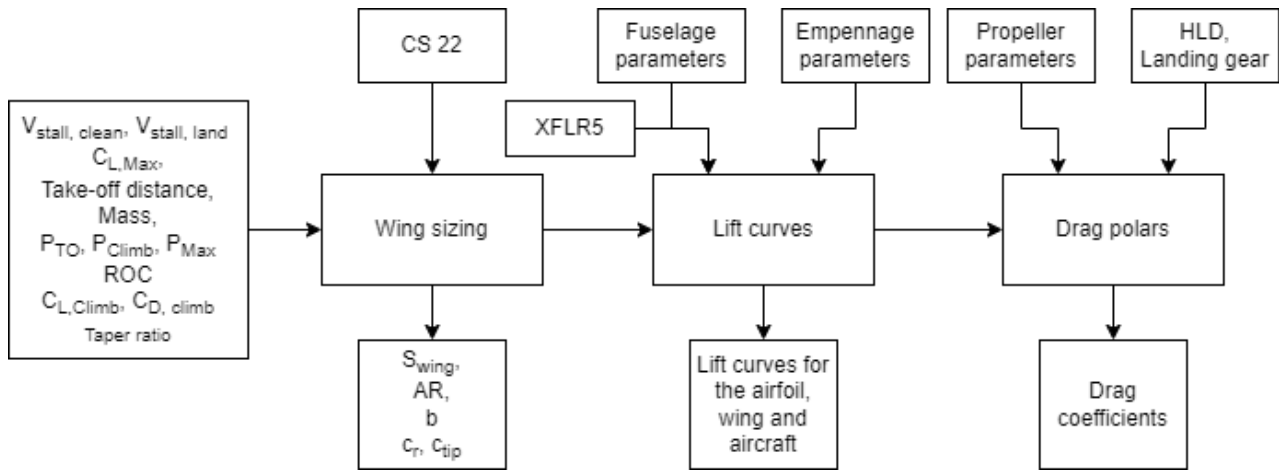 CS 22
Fuselage
parameters
Empennage
parameters
Propeller
parameters
HLD,
Landing gear
XFLR5
V_stall, clean, V_stall, land
C_L,Max,
Take-off distance,
Mass,
P_TO, P_Climb, P_Max
ROC
C_L,Climb, C_D, climb
Taper ratio
Wing sizing
Lift curves
Drag polars
S_wing,
AR,
b
c_r, c_tip
Lift curves for
the airfoil,
wing and
aircraft
Drag
coefficients